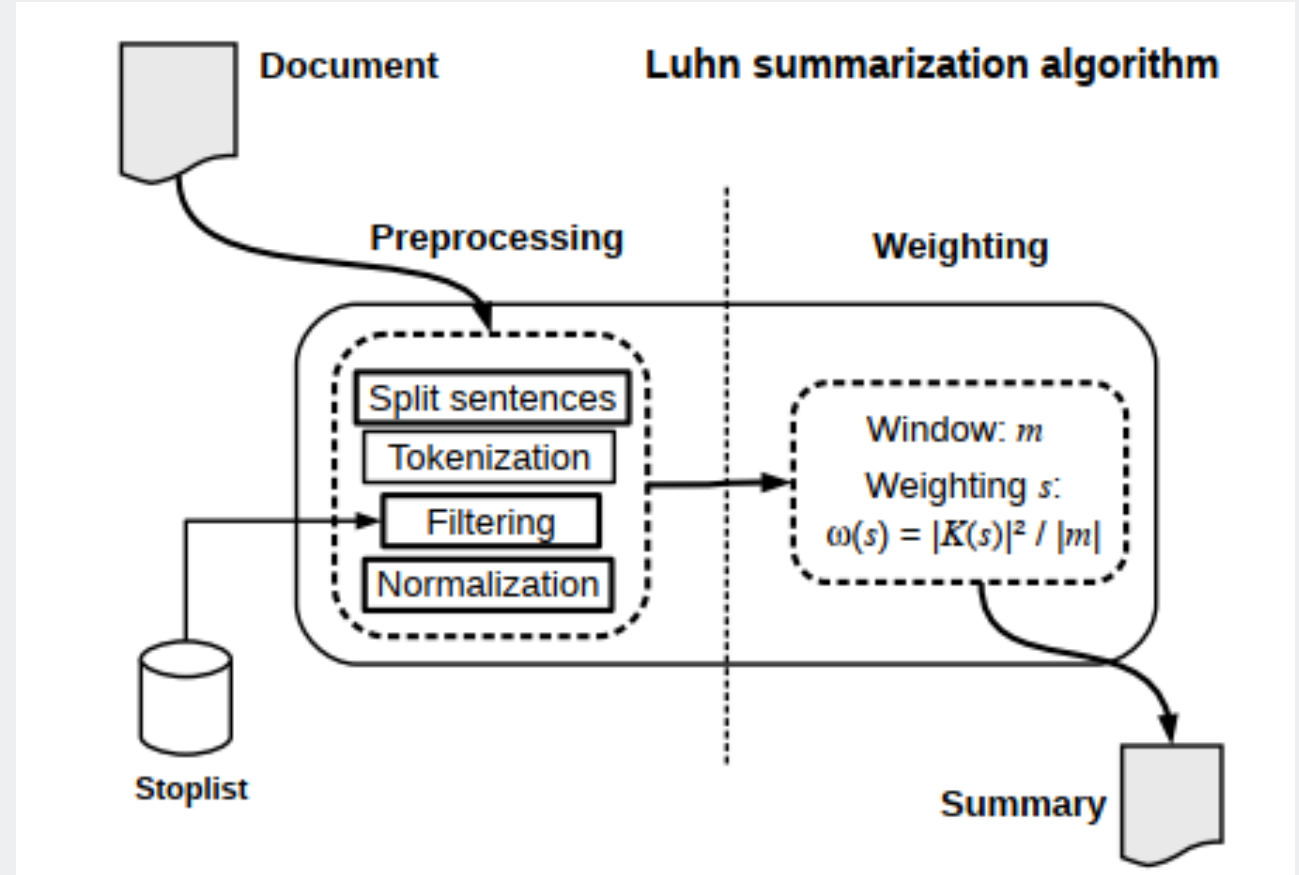 Document
Luhn summarization algorithm
Preprocessing
Weighting
Split sentences
Tokenization
Filtering
Normalization
Window: m
Weighting s:
ω(s) = |K(s)|² / |m|
Stoplist
Summary